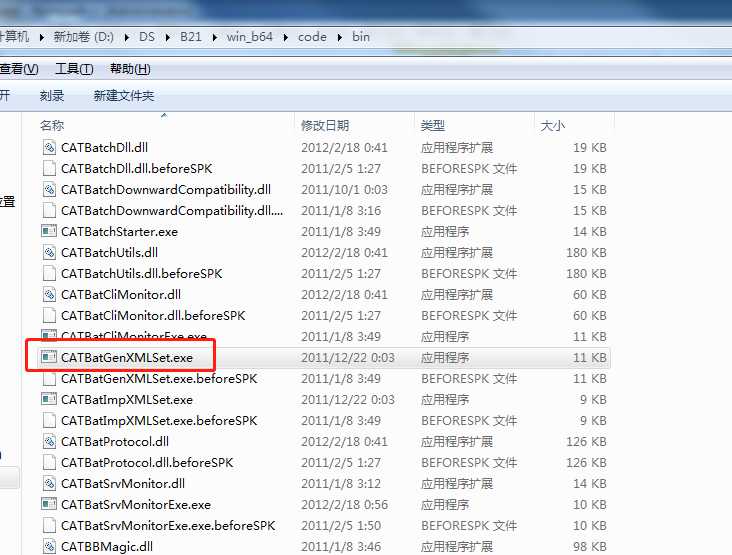 计算机 ▸ 新加卷 (D:) ▸ DS ▸ B21 ▸ win_b64 ▸ code ▸ bin
查看(V) 工具(T) 帮助(H)
开 刻录 新建文件夹
名称 修改日期 类型 大小
CATBatchDll.dll 2012/2/18 0:41 应用程序扩展 19 KB
CATBatchDll.dll.beforeSPK 2011/2/5 1:27 BEFORESPK 文件 19 KB
CATBatchDownwardCompatibility.dll 2011/10/1 0:03 应用程序扩展 14 KB
CATBatchDownwardCompatibility.dll.... 2011/1/8 3:16 BEFORESPK 文件 15 KB
CATBatchStarter.exe 2011/1/8 3:49 应用程序 14 KB
CATBatchUtils.dll 2012/2/18 0:41 应用程序扩展 180 KB
CATBatchUtils.dll.beforeSPK 2011/2/5 1:27 BEFORESPK 文件 180 KB
CATBatCliMonitor.dll 2012/2/18 0:41 应用程序扩展 60 KB
CATBatCliMonitor.dll.beforeSPK 2011/2/5 1:27 BEFORESPK 文件 60 KB
CATBatCliMonitorExe.exe 2011/1/8 3:49 应用程序 11 KB
CATBatGenXMLSet.exe 2011/12/22 0:03 应用程序 11 KB
CATBatGenXMLSet.exe.beforeSPK 2011/1/8 3:49 BEFORESPK 文件 11 KB
CATBatImpXMLSet.exe 2011/12/22 0:03 应用程序 9 KB
CATBatImpXMLSet.exe.beforeSPK 2011/1/8 3:49 BEFORESPK 文件 9 KB
CATBatProtocol.dll 2012/2/18 0:41 应用程序扩展 126 KB
CATBatProtocol.dll.beforeSPK 2011/2/5 1:27 BEFORESPK 文件 126 KB
位置
CATBatSrvMonitor.dll 2011/1/8 3:12 应用程序扩展 14 KB
CATBatSrvMonitorExe.exe 2012/2/18 0:56 应用程序 10 KB
CATBatSrvMonitorExe.exe.beforeSPK 2011/2/5 1:50 BEFORESPK 文件 10 KB
CATBBMagic.dll 2011/1/8 3:46 应用程序扩展 98 KB